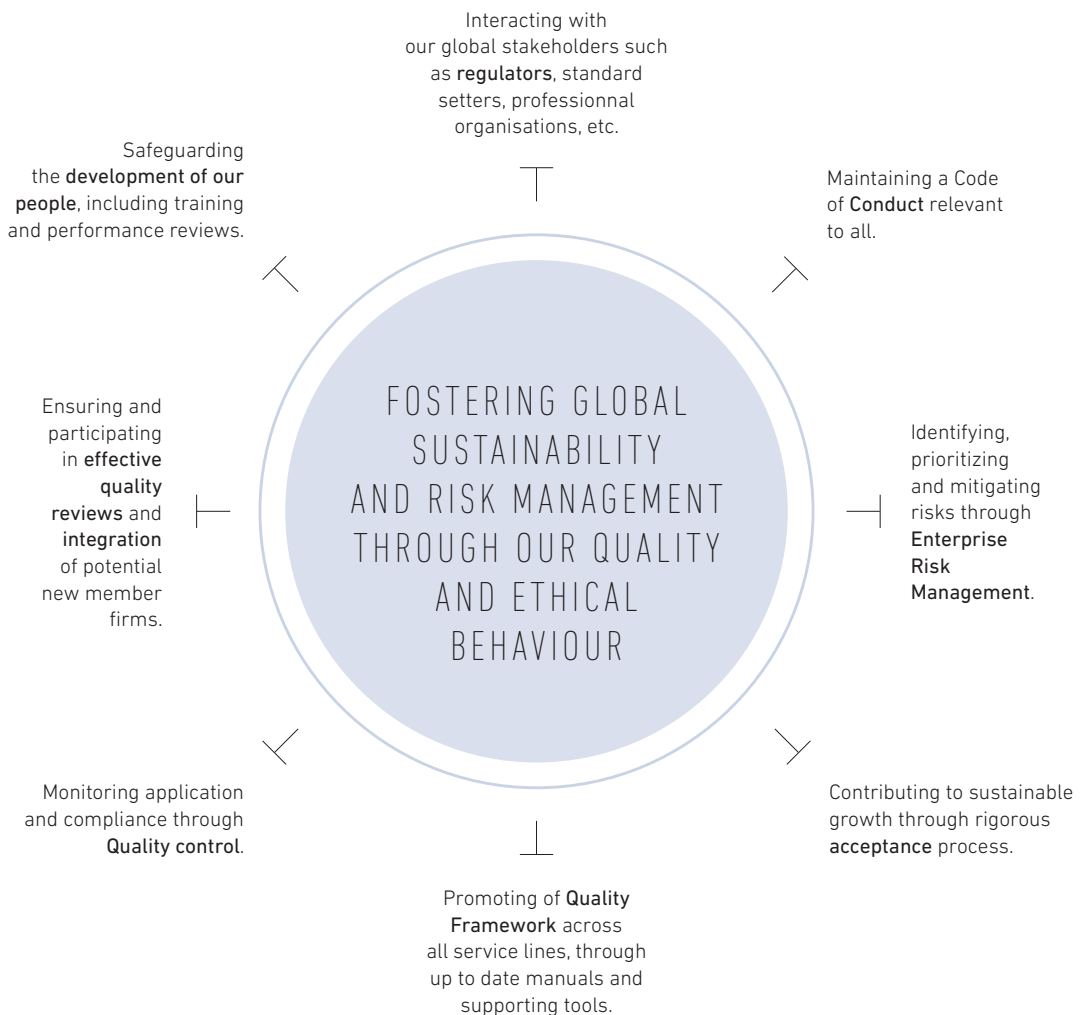 Interacting with
our global stakeholders such
as regulators, standard
setters, professionnal
organisations, etc.
Safeguarding
the development of our
people, including training
and performance reviews.
Maintaining a Code
of Conduct relevant
to all.
Ensuring and
participating
in effective
quality
reviews and
integration
of potential
new member
firms.
FOSTERING GLOBAL
SUSTAINABILITY
AND RISK MANAGEMENT
THROUGH OUR QUALITY
AND ETHICAL
BEHAVIOUR
Identifying,
prioritizing
and mitigating
risks through
Enterprise
Risk
Management.
Monitoring application
and compliance through
Quality control.
Contributing to sustainable
growth through rigorous
acceptance process.
Promoting of Quality
Framework across
all service lines, through
up to date manuals and
supporting tools.